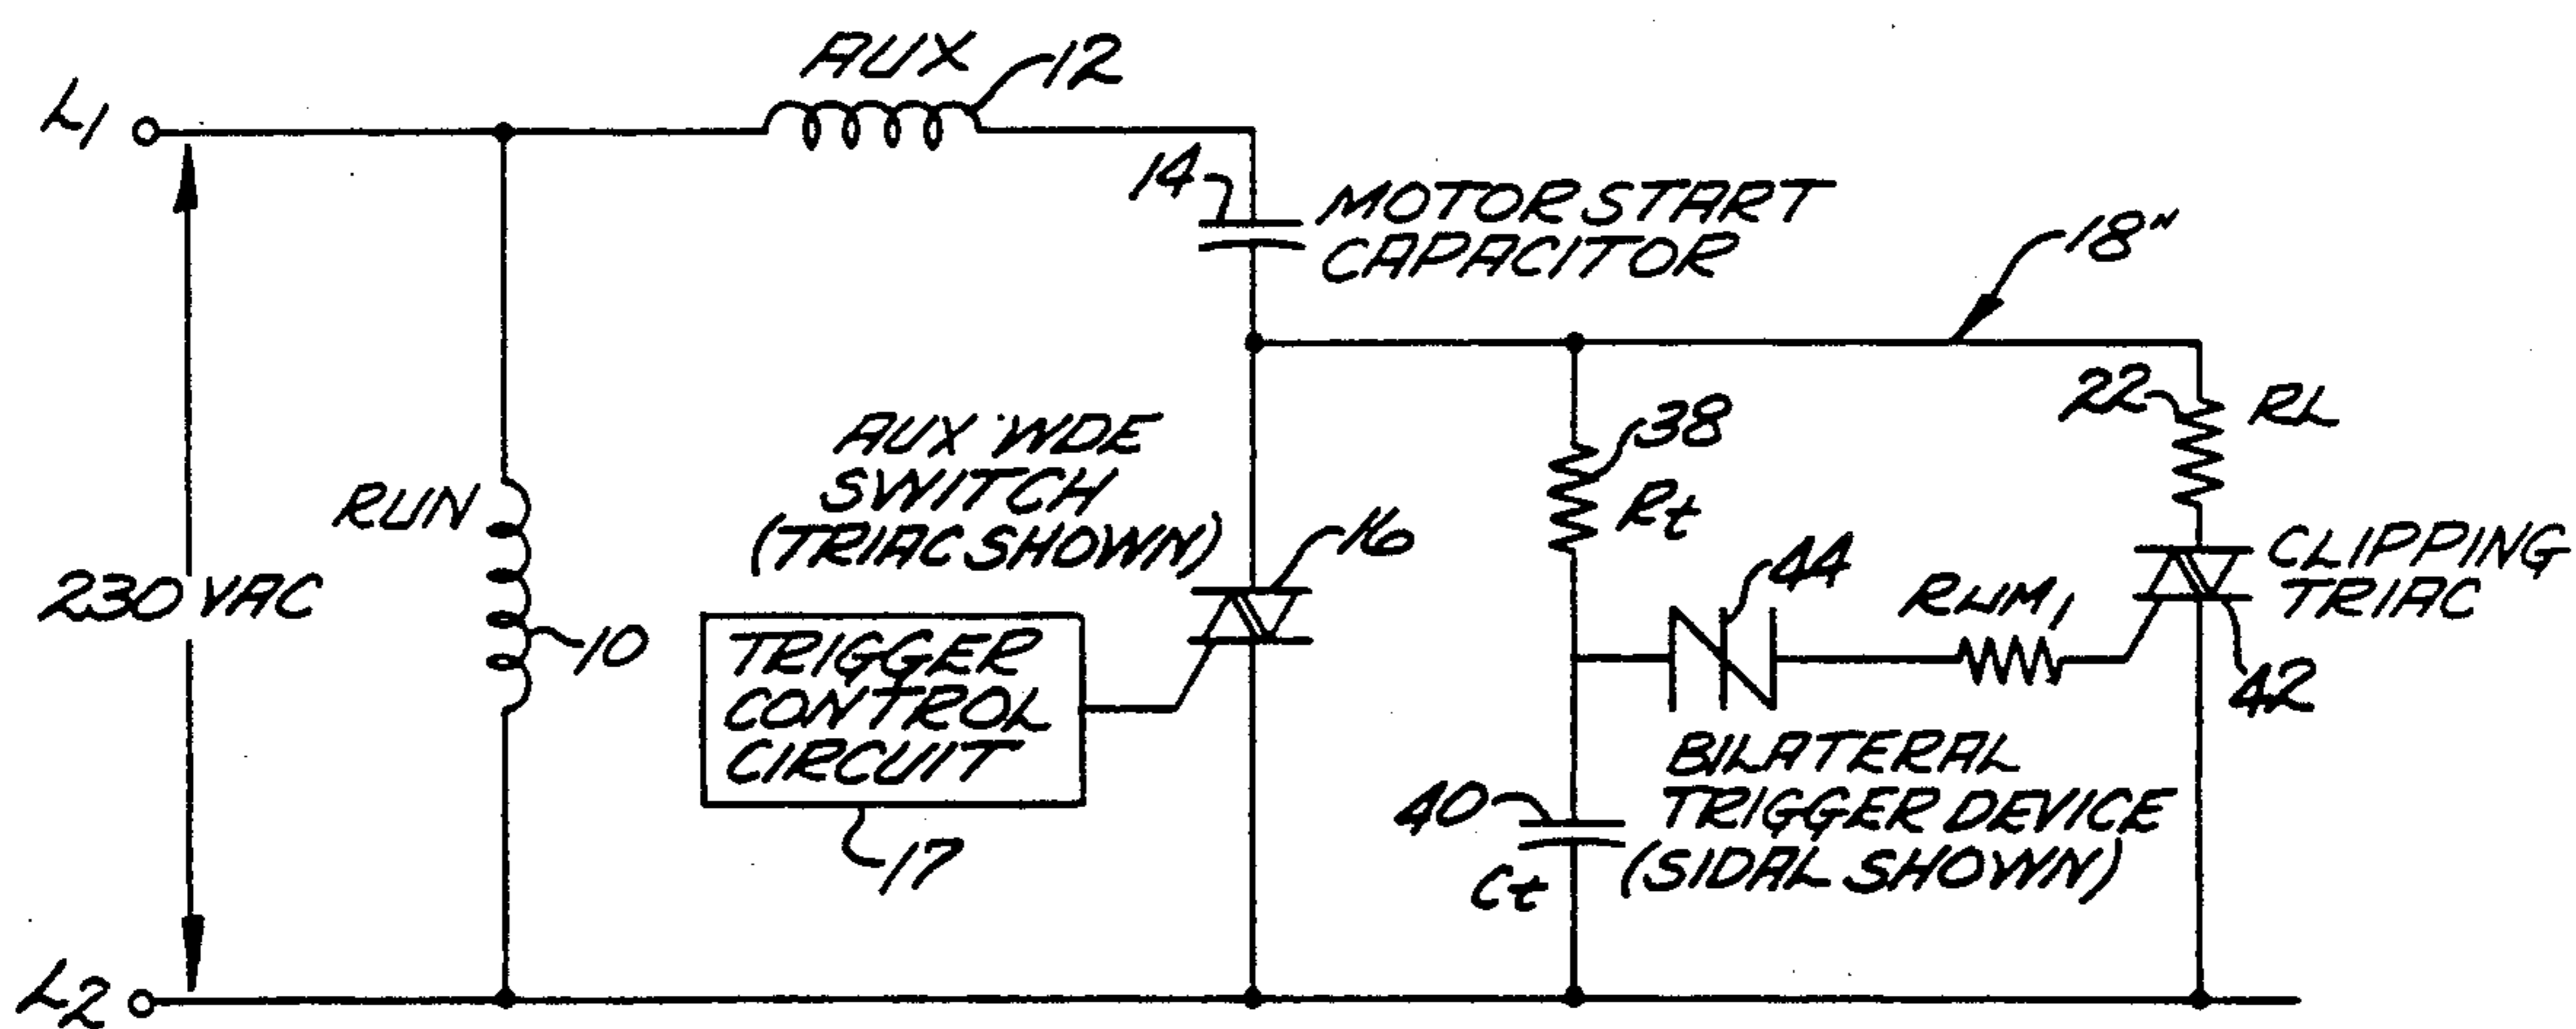 L1
AUX
12
14
MOTOR START
CAPACITOR
18"
22
RL
AUX WDE
SWITCH
(TRIAC SHOWN)
16
38
Rt
44
RLIM1
CLIPPING
TRIAC
42
RUN
10
230 VAC
TRIGGER
CONTROL
CIRCUIT
17
40
Ct
BILATERAL
TRIGGER DEVICE
(SIDAL SHOWN)
L2